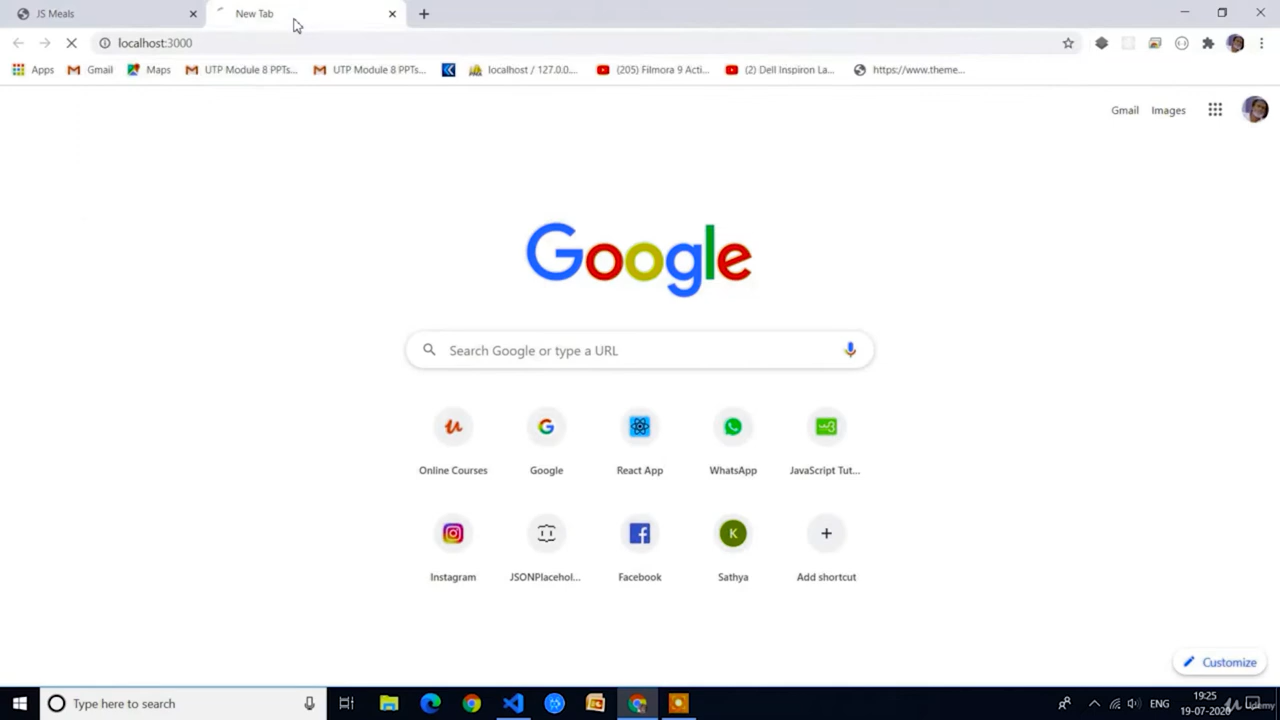 JS Meals
New Tab
localhost:3000
Apps
Gmail
Maps
UTP Module 8 PPTs...
UTP Module 8 PPTs...
localhost / 127.0.0....
(205) Filmora 9 Acti...
(2) Dell Inspiron La...
https://www.theme...
Gmail
Images
Google
Search Google or type a URL
Online Courses
Google
React App
WhatsApp
JavaScript Tut...
Instagram
JSONPlacehol...
Facebook
K
Sathya
Add shortcut
Customize
Type here to search
ENG
19:25
19-07-2020
Udemy